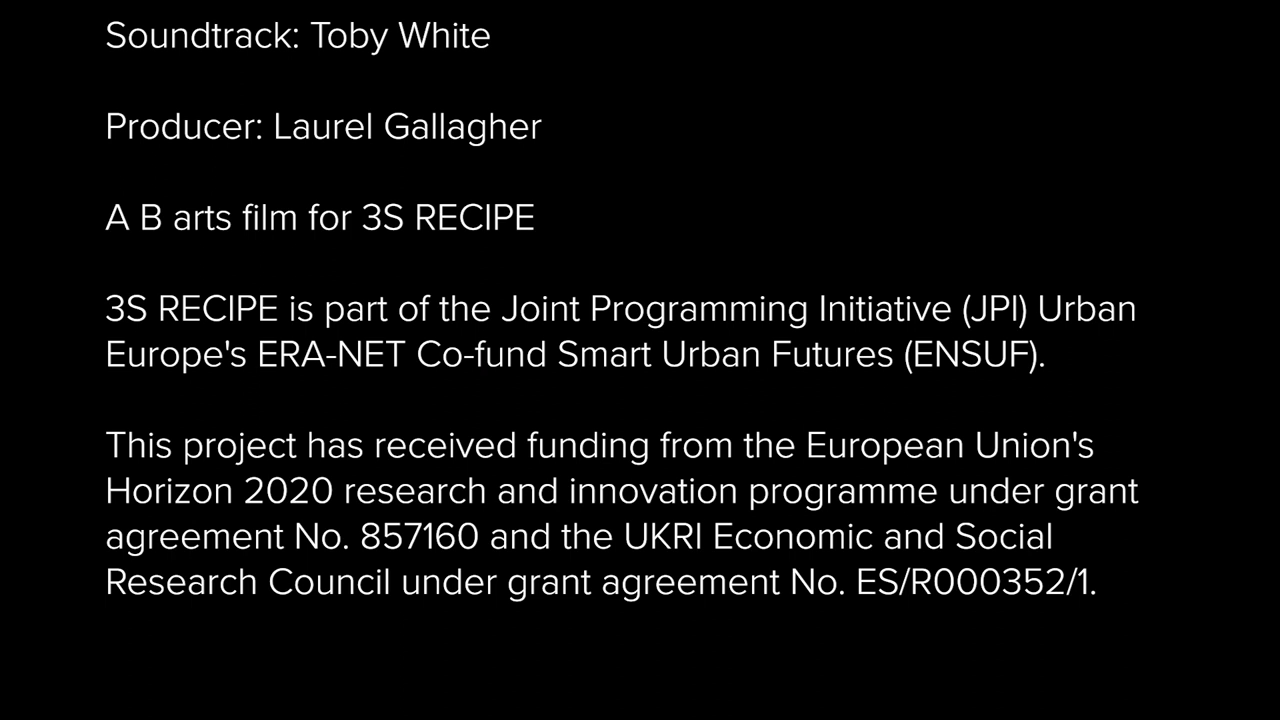 Soundtrack: Toby White
Producer: Laurel Gallagher
A B arts film for 3S RECIPE
3S RECIPE is part of the Joint Programming Initiative (JPI) Urban
Europe's ERA-NET Co-fund Smart Urban Futures (ENSUF).
This project has received funding from the European Union's
Horizon 2020 research and innovation programme under grant
agreement No. 857160 and the UKRI Economic and Social
Research Council under grant agreement No. ES/R000352/1.